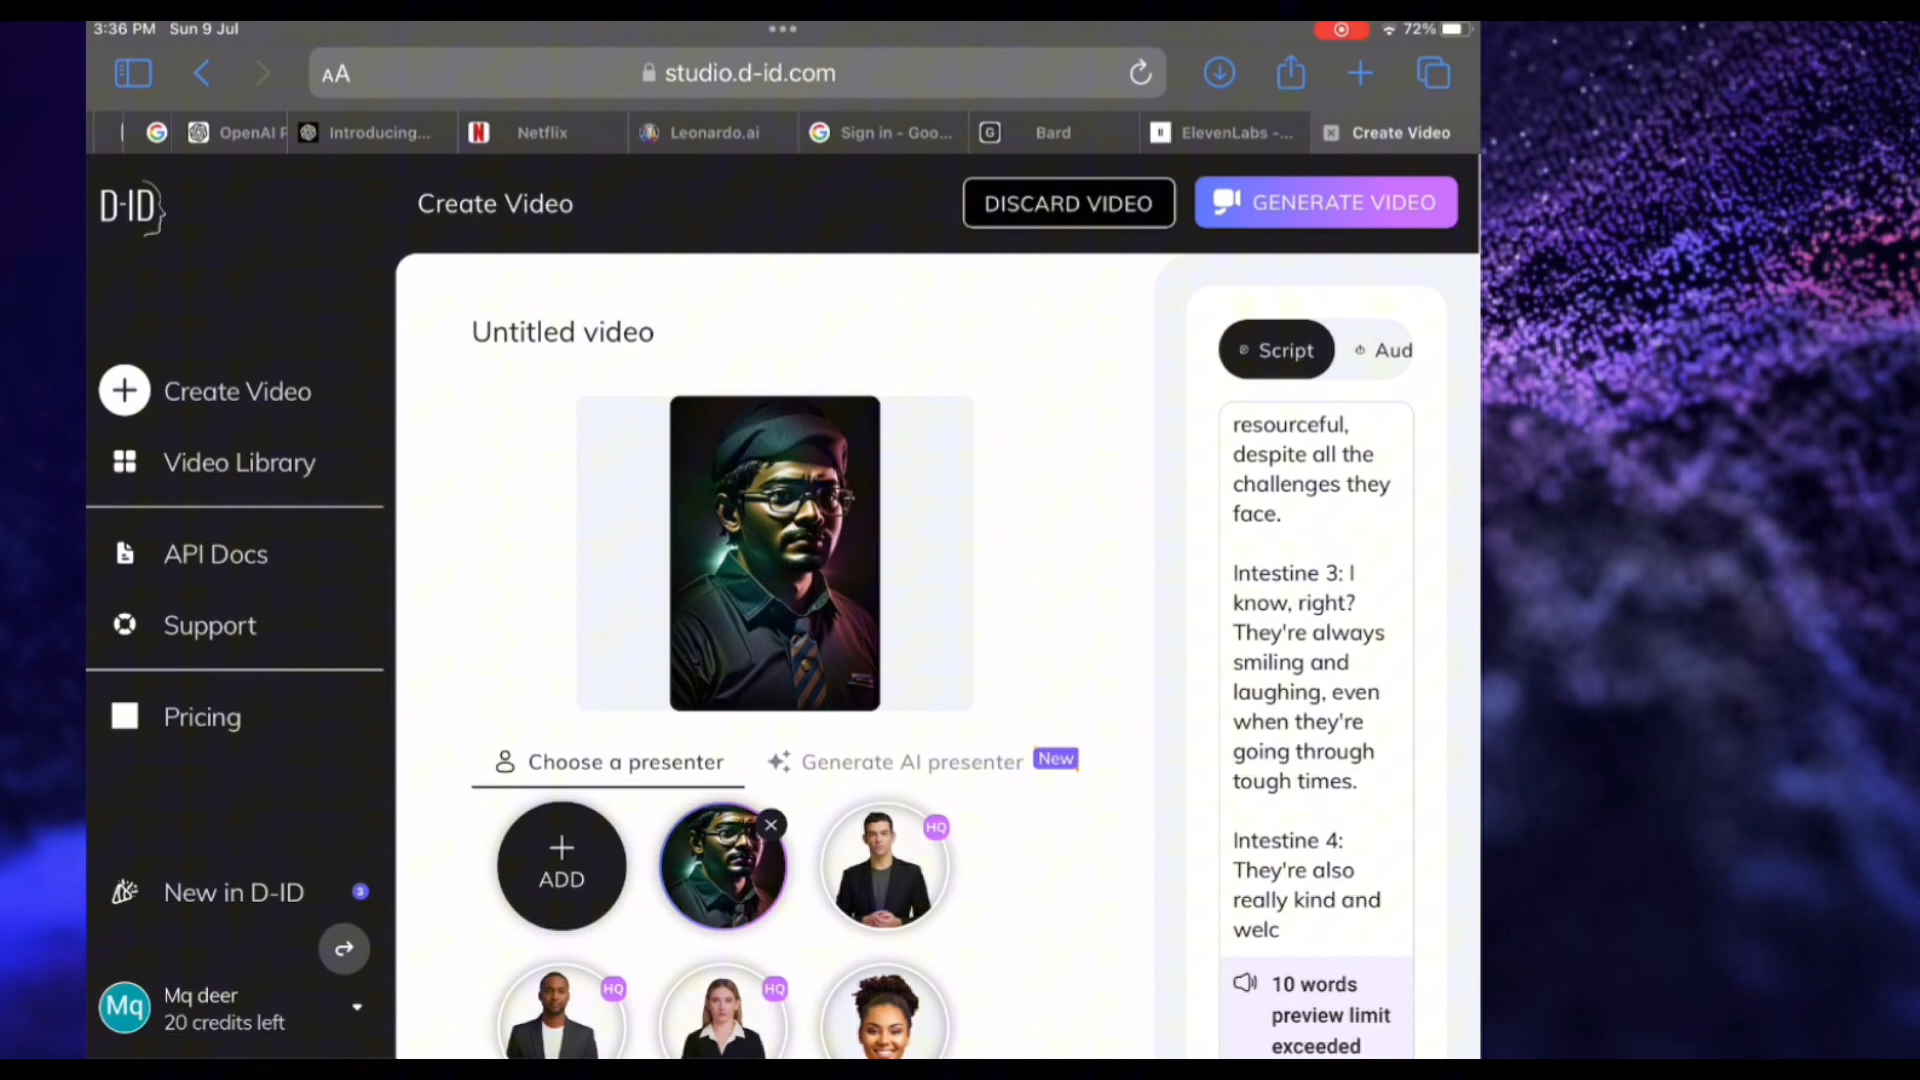 3:36 PM Sun 9 Jul
72%
AA
studio.d-id.com
OpenAI P
Introducing...
Netflix
Leonardo.ai
Sign in - Goo...
Bard
ElevenLabs -...
Create Video
D-ID
Create Video
DISCARD VIDEO
GENERATE VIDEO
Create Video
Video Library
API Docs
Support
Pricing
New in D-ID
3
Mq
Mq deer
20 credits left
Untitled video
Choose a presenter
Generate AI presenter
New
ADD
HQ
HQ
HQ
Script
Aud
resourceful,
despite all the
challenges they
face.
Intestine 3: I
know, right?
They're always
smiling and
laughing, even
when they're
going through
tough times.
Intestine 4:
They're also
really kind and
welc
10 words
preview limit
exceeded